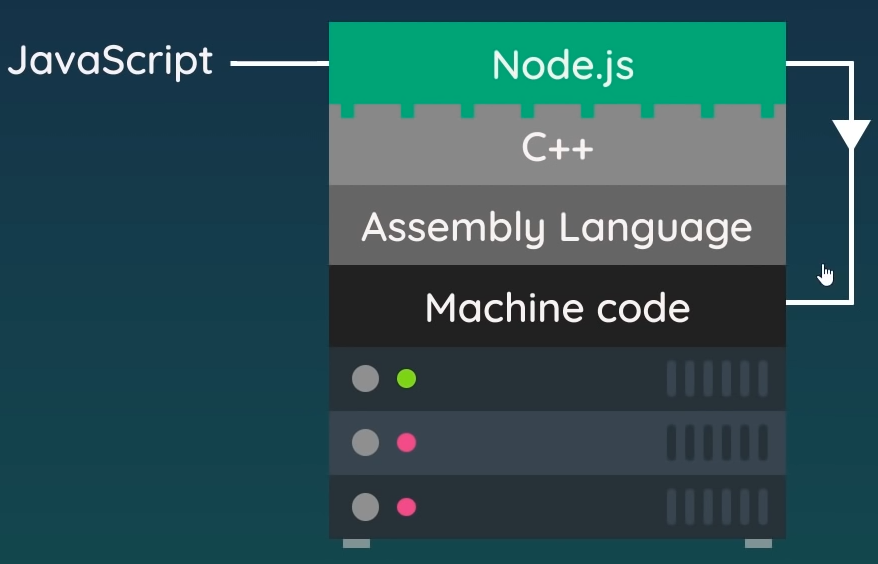 JavaScript
Node.js
C++
Assembly Language
Machine code